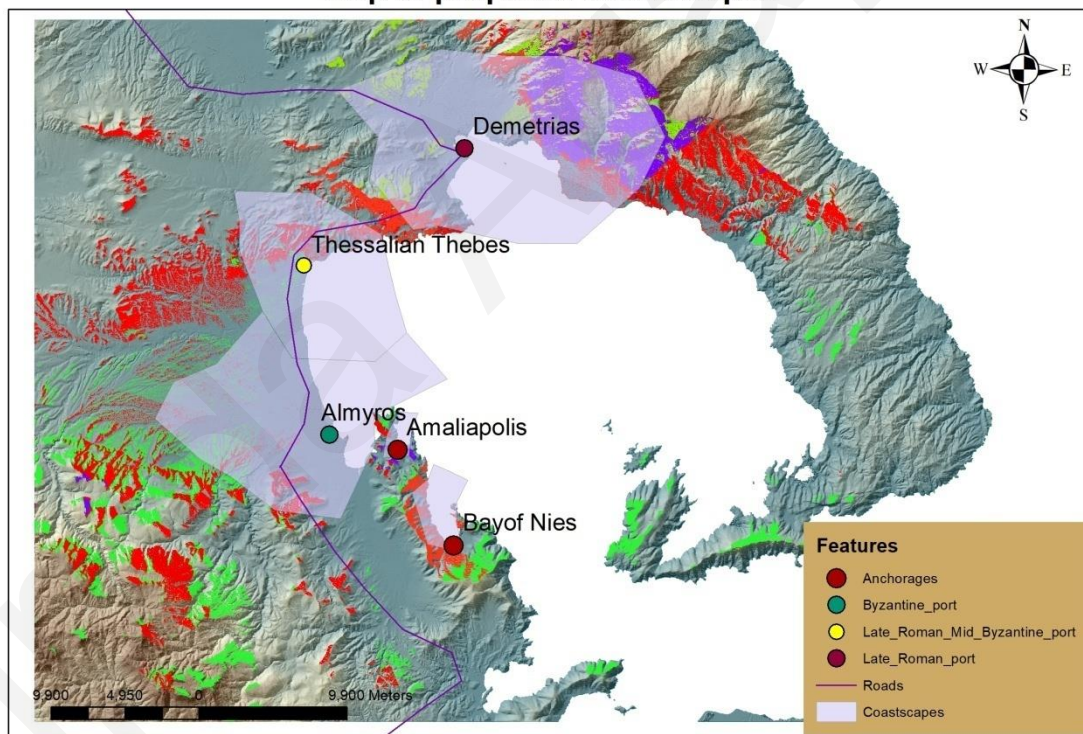 N
W E
S
Demetrias
Thessalian Thebes
Almyros
Amaliapolis
Bayof Nies
Features
Anchorages
Byzantine_port
Late_Roman_Mid_Byzantine_port
Late_Roman_port
Roads
Coastscapes
9,900 4,950 0 9,900 Meters